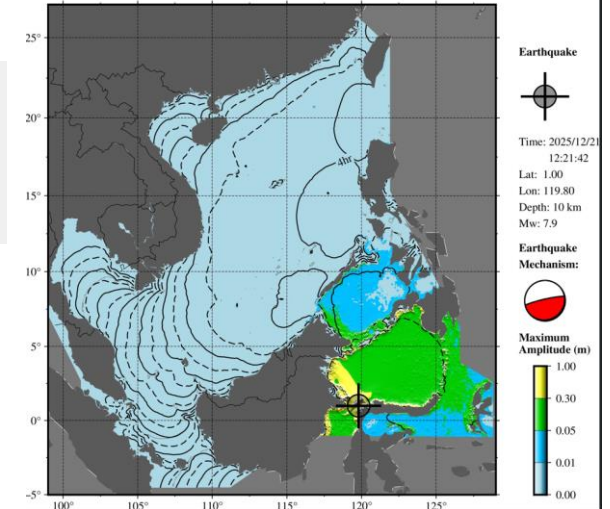 25°
20°
15°
10°
5°
0°
−5°
100°
105°
110°
115°
120°
125°
4hr
Earthquake
Time: 2025/12/21
12:21:42
Lat: 1.00
Lon: 119.80
Depth: 10 km
Mw: 7.9
Earthquake
Mechanism:
Maximum
Amplitude (m)
1.00
0.30
0.05
0.01
0.00